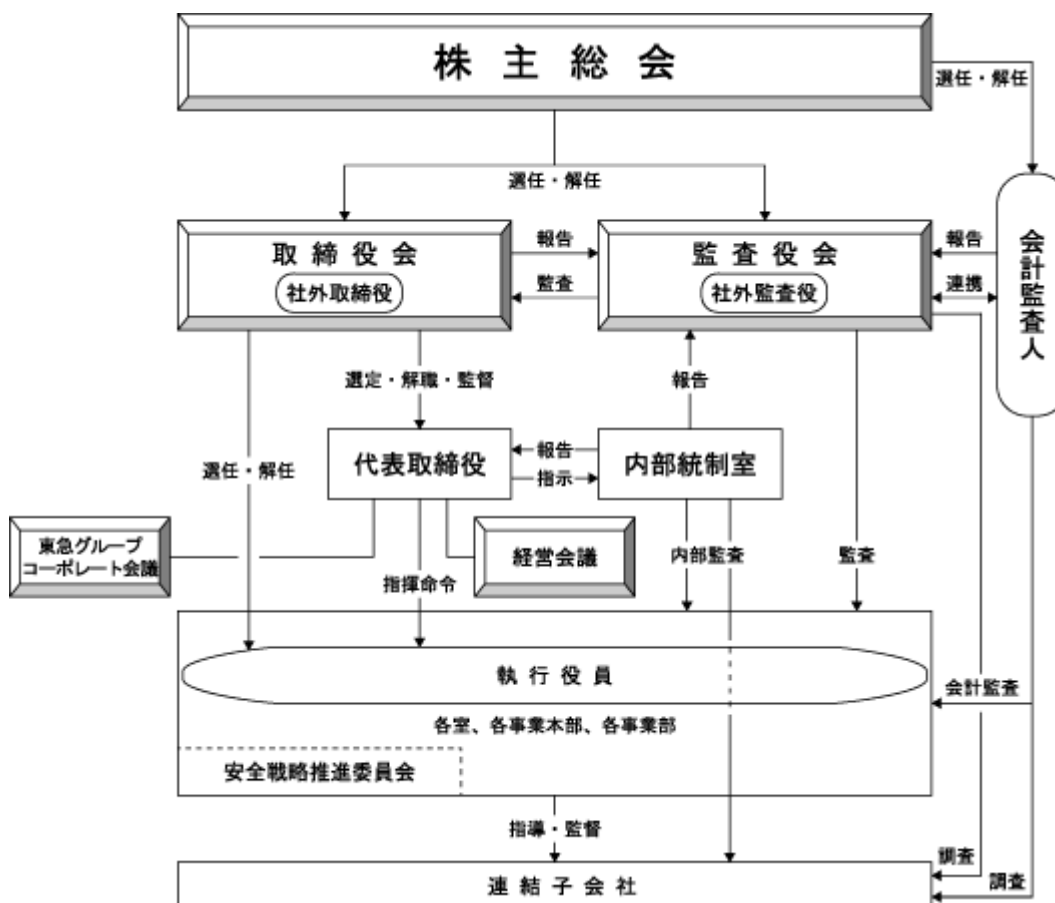 株主総会
選任・解任
選任・解任
取締役会
社外取締役
報告
監査
監査役会
社外監査役
報告
連携
会計監査人
選定・解職・監督
報告
代表取締役
報告
指示
内部統制室
選任・解任
東急グループ
コーポレート会議
指揮命令
経営会議
内部監査
監査
執行役員
会計監査
各室、各事業本部、各事業部
安全戦略推進委員会
指導・監督
調査
調査
連結子会社